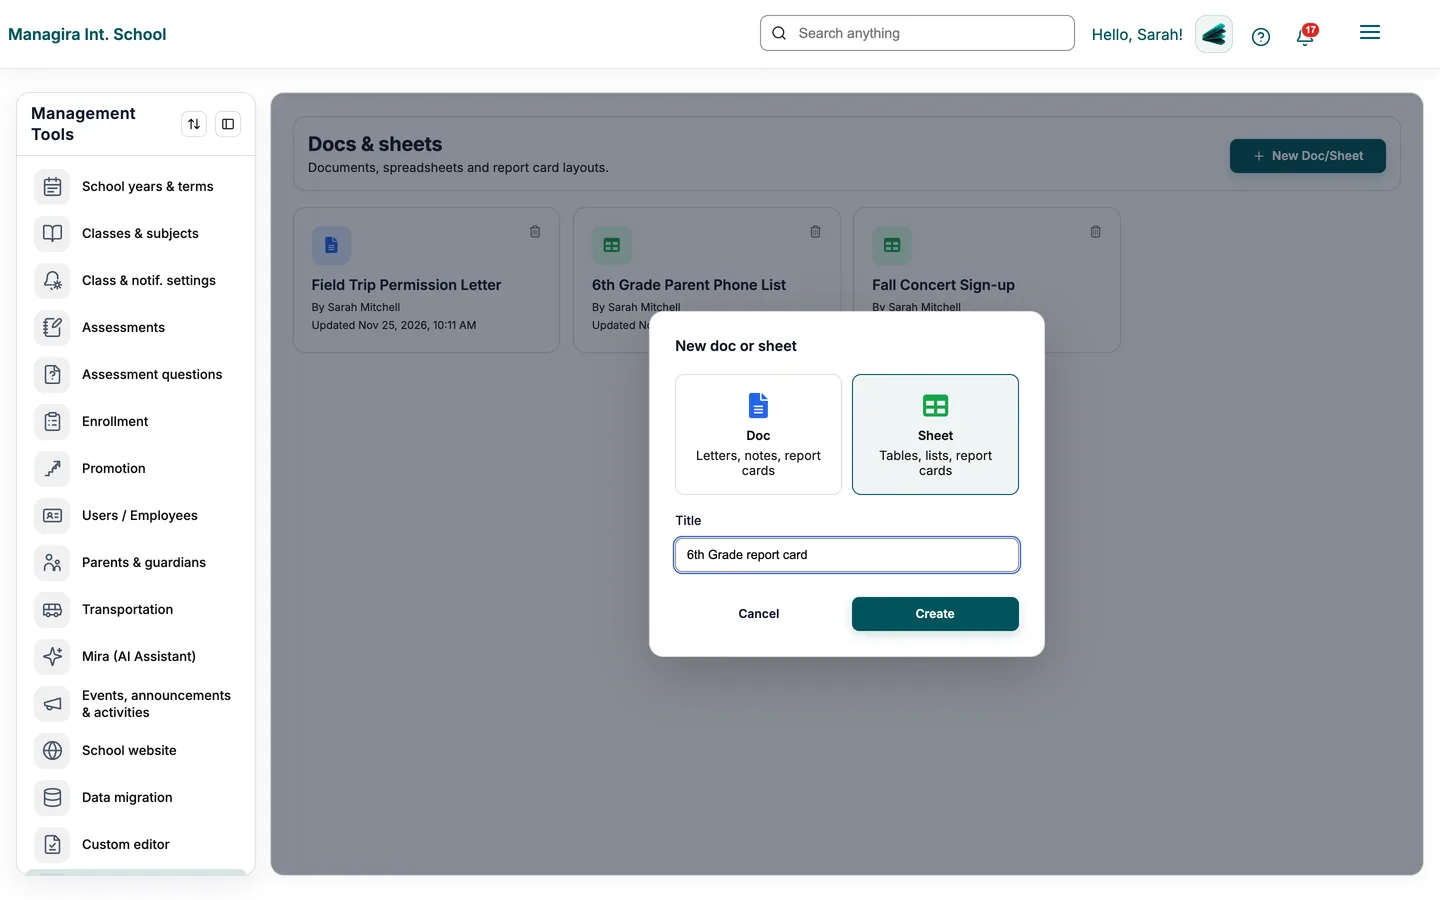 Managira Int. School
Search anything
Hello, Sarah!
17
Management
Tools
School years & terms
Classes & subjects
Class & notif. settings
Assessments
Assessment questions
Enrollment
Promotion
Users / Employees
Parents & guardians
Transportation
Mira (AI Assistant)
Events, announcements
& activities
School website
Data migration
Custom editor
Docs & sheets
Documents, spreadsheets and report card layouts.
+ New Doc/Sheet
Field Trip Permission Letter
By Sarah Mitchell
Updated Nov 25, 2026, 10:11 AM
6th Grade Parent Phone List
By Sarah Mitchell
Updated
Fall Concert Sign-up
By Sarah Mitchell
New doc or sheet
Doc
Letters, notes, report
cards
Sheet
Tables, lists, report
cards
Title
6th Grade report card
Cancel
Create